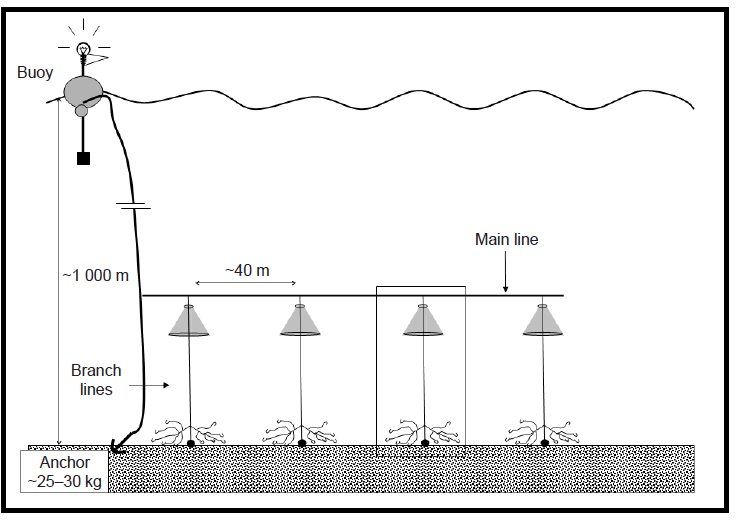 Buoy
Main line
~40 m
~1 000 m
Branch
lines
Anchor
~25–30 kg